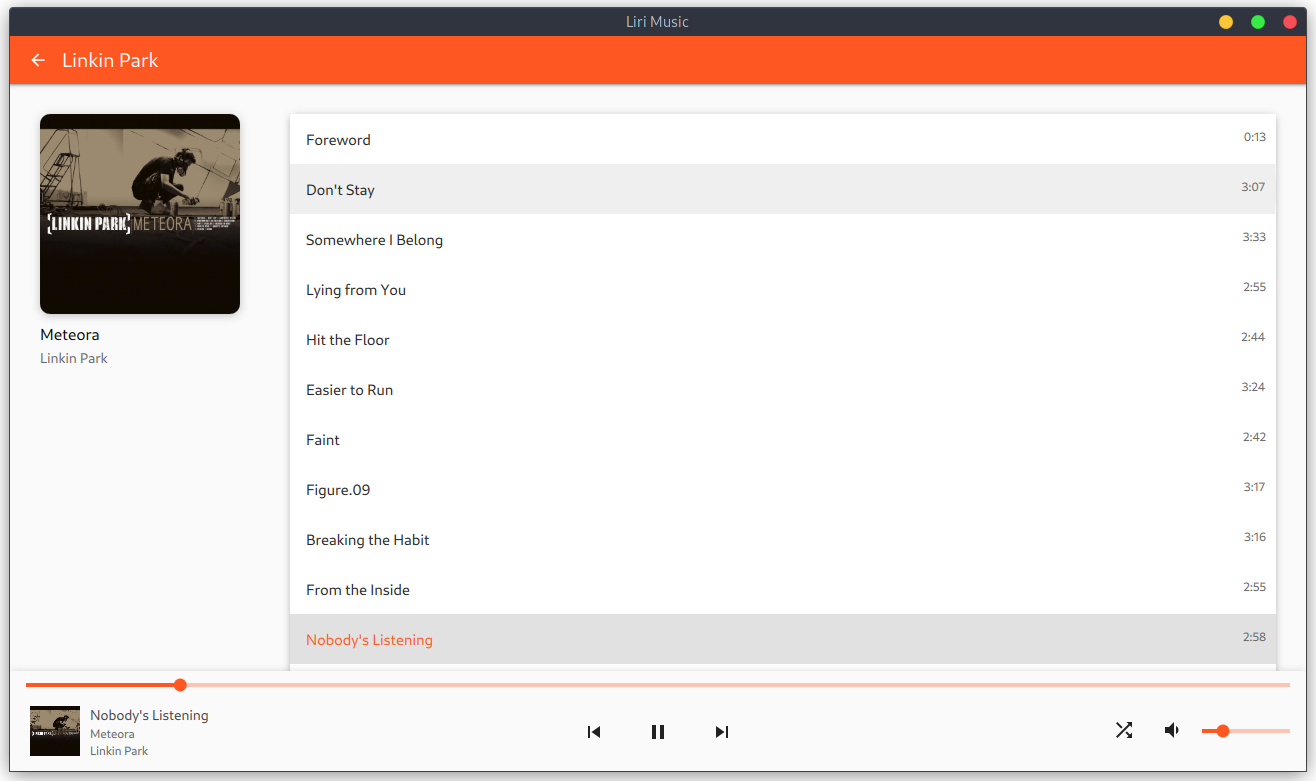 Liri Music
Linkin Park
[LINKIN PARK] METEORA
Meteora
Linkin Park
Foreword 0:13
Don't Stay 3:07
Somewhere I Belong 3:33
Lying from You 2:55
Hit the Floor 2:44
Easier to Run 3:24
Faint 2:42
Figure.09 3:17
Breaking the Habit 3:16
From the Inside 2:55
Nobody's Listening 2:58
Nobody's Listening
Meteora
Linkin Park